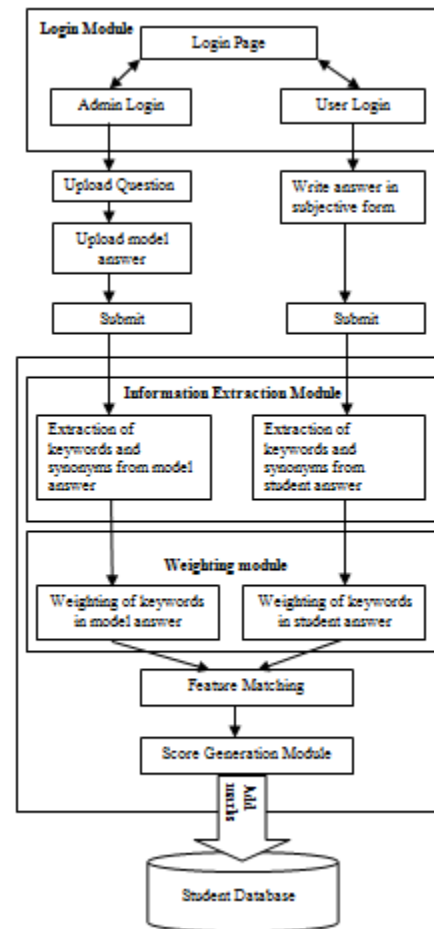 Login Module
Login Page
Admin Login
User Login
Upload Question
Write answer in
subjective form
Upload model
answer
Submit
Submit
Information Extraction Module
Extraction of
keywords and
synonyms from model
answer
Extraction of
keywords and
synonyms from
student answer
Weighting module
Weighting of keywords
in model answer
Weighting of keywords
in student answer
Feature Matching
Score Generation Module
Add
marks
Student Database